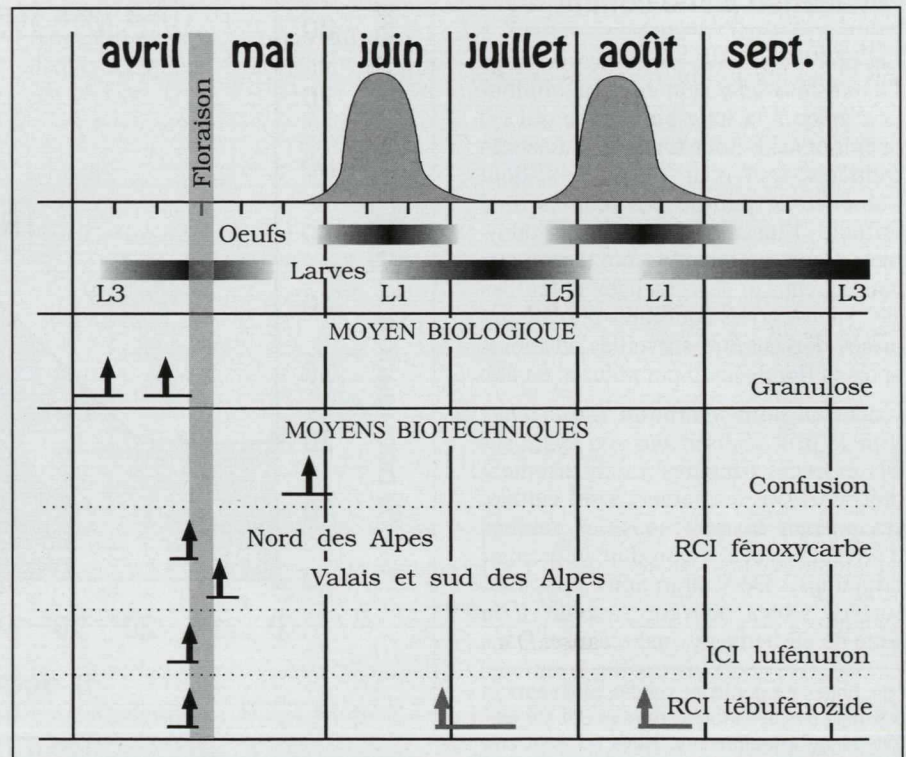 avril mai juin juillet août sept.
Floraison
Oeufs
Larves
L3 L1 L5 L1 L3
MOYEN BIOLOGIQUE
Granulose
MOYENS BIOTECHNIQUES
Confusion
Nord des Alpes RCI fénoxycarbe
Valais et sud des Alpes
ICI lufénuron
RCI tébufénozide